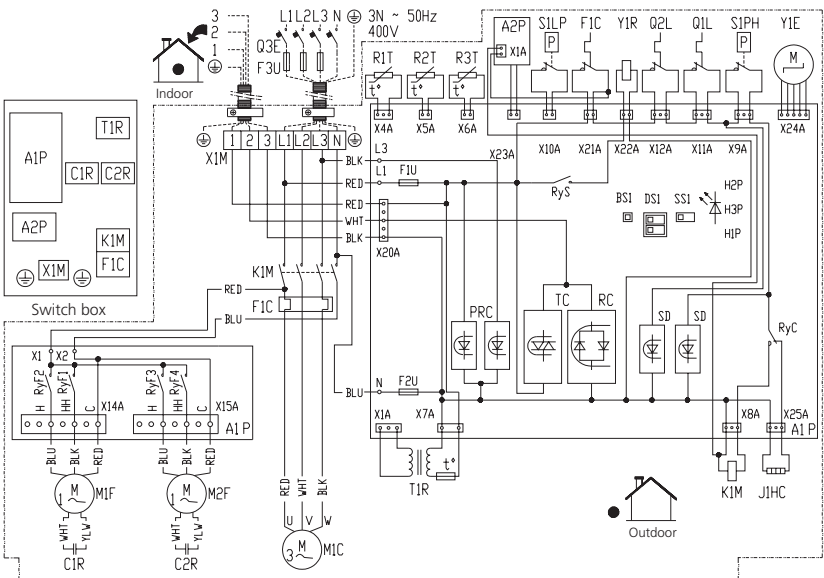 3
2
1
Indoor
L1 L2 L3 N
3N ~ 50Hz
400V
Q3E
F3U
A2P
X1A
S1LP
F1C
Y1R
Q2L
Q1L
S1PH
Y1E
P
P
M
R1T
R2T
R3T
t°
t°
t°
X4A
X5A
X6A
X10A
X21A
X22A
X12A
X11A
X9A
X24A
X23A
A1P
T1R
C1R
C2R
A2P
K1M
F1C
X1M
Switch box
X1M
1 2 3 L1 L2 L3 N
BLK
L3
RED
L1
F1U
RED
WHT
BLK
X20A
RyS
BS1
DS1
SS1
H2P
H3P
H1P
K1M
F1C
RED
BLU
PRC
TC
RC
SD
SD
RyC
X1
X2
RyF2
RyF1
RyF3
RyF4
H
HH
C
X14A
H
HH
C
X15A
A1P
BLU
N
F2U
X1A
X7A
X8A
X25A
A1P
BLU
BLK
RED
BLU
BLK
RED
M
1
M1F
M
1
M2F
WHT
YLW
WHT
YLW
C1R
C2R
RED
WHT
BLK
U
V
W
M
3
M1C
T1R
t°
K1M
J1HC
Outdoor